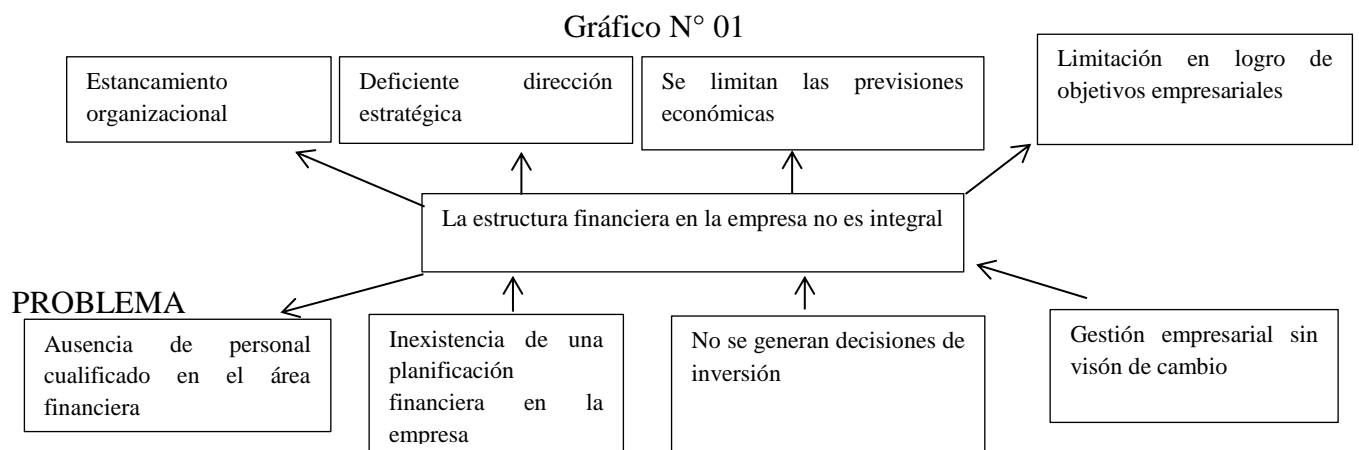 Gráfico N° 01
Estancamiento
organizacional
Deficiente dirección
estratégica
Se limitan las previsiones
económicas
Limitación en logro de
objetivos empresariales
La estructura financiera en la empresa no es integral
PROBLEMA
Ausencia de personal
cualificado en el área
financiera
Inexistencia de una
planificación
financiera en la
empresa
No se generan decisiones de
inversión
Gestión empresarial sin
visón de cambio